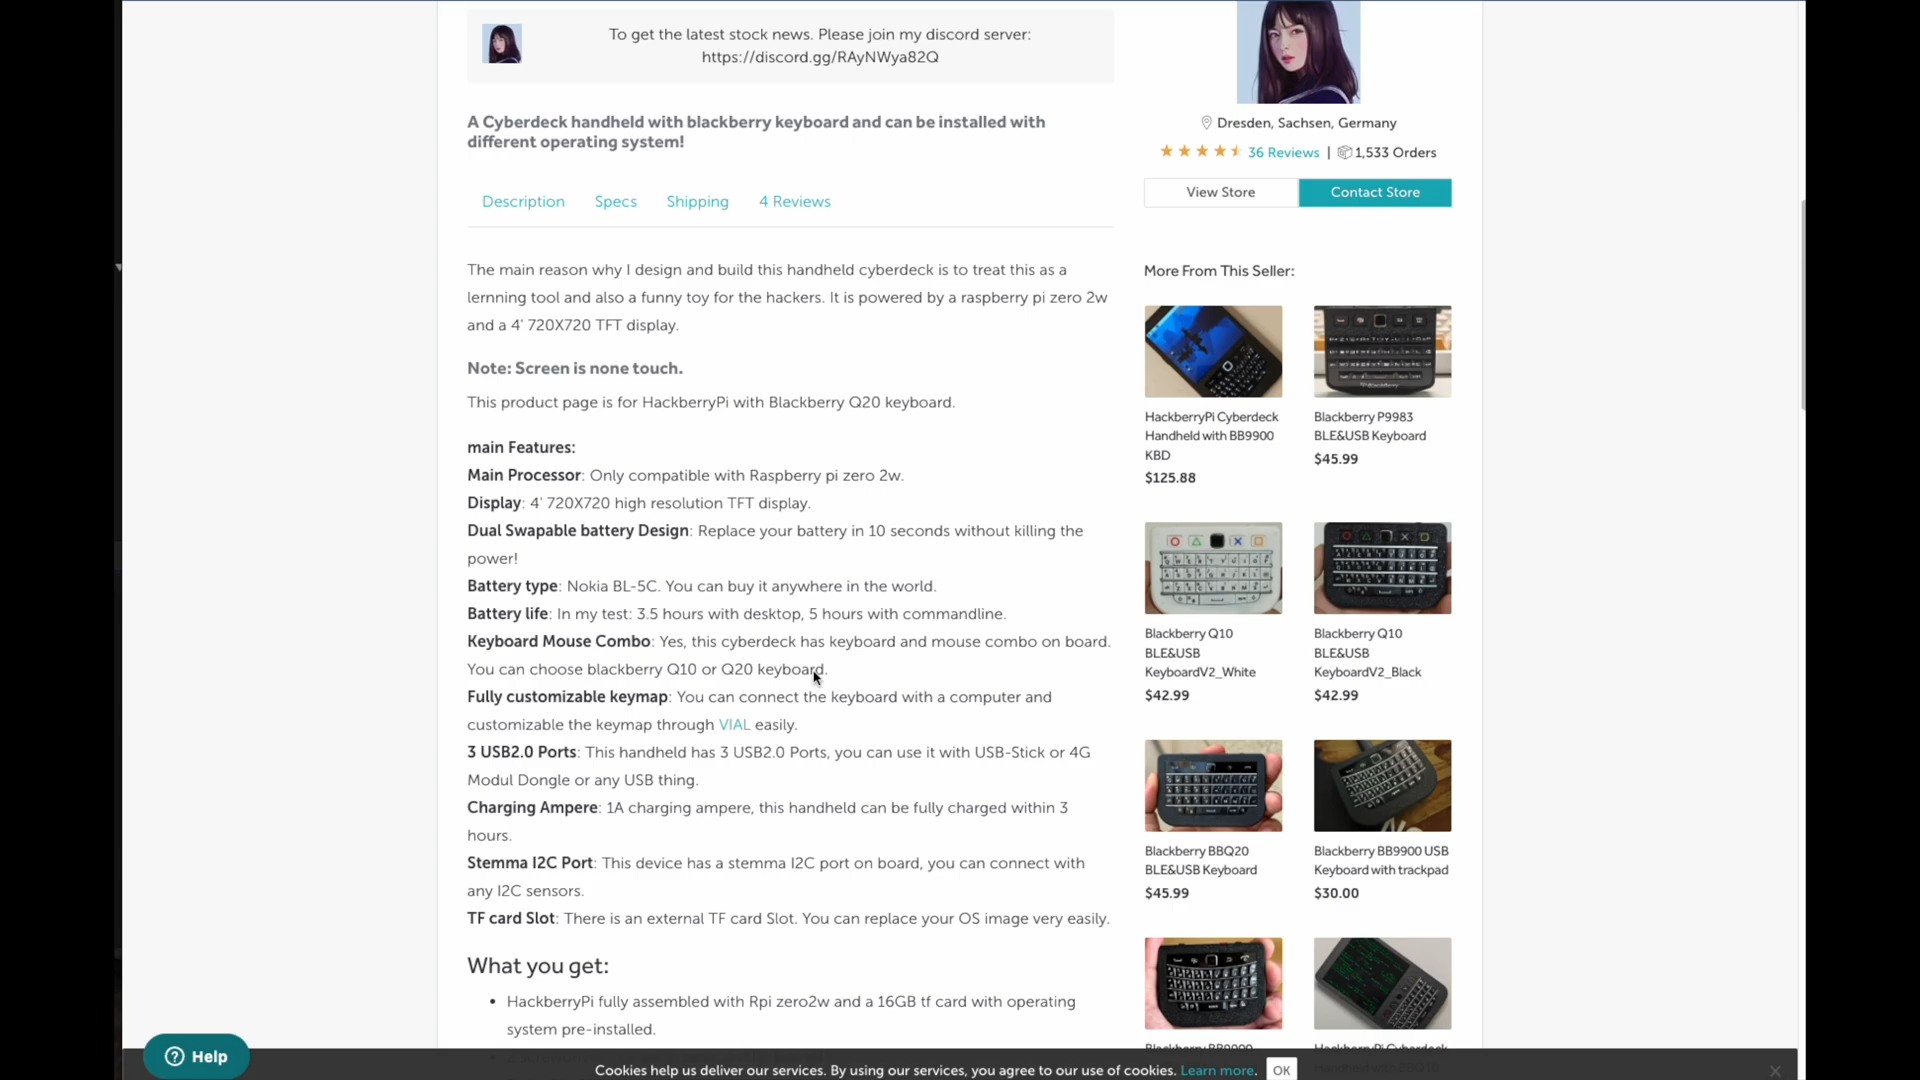 To get the latest stock news. Please join my discord server:
https://discord.gg/RAyNWya82Q
A Cyberdeck handheld with blackberry keyboard and can be installed with
different operating system!
Description
Specs
Shipping
4 Reviews
The main reason why I design and build this handheld cyberdeck is to treat this as a
lernning tool and also a funny toy for the hackers. It is powered by a raspberry pi zero 2w
and a 4' 720X720 TFT display.
Note: Screen is none touch.
This product page is for HackberryPi with Blackberry Q20 keyboard.
main Features:
Main Processor: Only compatible with Raspberry pi zero 2w.
Display: 4' 720X720 high resolution TFT display.
Dual Swapable battery Design: Replace your battery in 10 seconds without killing the
power!
Battery type: Nokia BL-5C. You can buy it anywhere in the world.
Battery life: In my test: 3.5 hours with desktop, 5 hours with commandline.
Keyboard Mouse Combo: Yes, this cyberdeck has keyboard and mouse combo on board.
You can choose blackberry Q10 or Q20 keyboard.
Fully customizable keymap: You can connect the keyboard with a computer and
customizable the keymap through VIAL easily.
3 USB2.0 Ports: This handheld has 3 USB2.0 Ports, you can use it with USB-Stick or 4G
Modul Dongle or any USB thing.
Charging Ampere: 1A charging ampere, this handheld can be fully charged within 3
hours.
Stemma I2C Port: This device has a stemma I2C port on board, you can connect with
any I2C sensors.
TF card Slot: There is an external TF card Slot. You can replace your OS image very easily.
What you get:
• HackberryPi fully assembled with Rpi zero2w and a 16GB tf card with operating
system pre-installed.
Dresden, Sachsen, Germany
36 Reviews | 1,533 Orders
View Store
Contact Store
More From This Seller:
HackberryPi Cyberdeck
Handheld with BB9900
KBD
$125.88
Blackberry P9983
BLE&USB Keyboard
$45.99
Blackberry Q10
BLE&USB
KeyboardV2_White
$42.99
Blackberry Q10
BLE&USB
KeyboardV2_Black
$42.99
Blackberry BBQ20
BLE&USB Keyboard
$45.99
Blackberry BB9900 USB
Keyboard with trackpad
$30.00
Blackberry BB9900
HackberryPi Cyberdeck
Help
Cookies help us deliver our services. By using our services, you agree to our use of cookies. Learn more.
OK